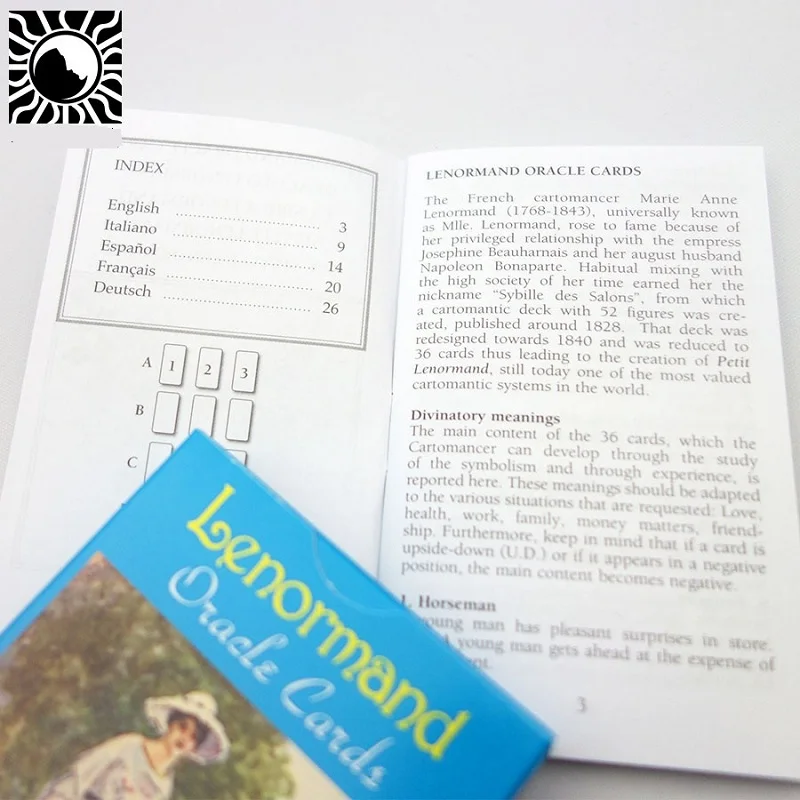 INDEX
English ........................ 3
Italiano ........................ 9
Español ........................ 14
Français ........................ 20
Deutsch ........................ 26
A 1 2 3
B
C
LENORMAND ORACLE CARDS
The French cartomancer Marie Anne
Lenormand (1768-1843), universally known
as Mlle. Lenormand, rose to fame because of
her privileged relationship with the empress
Josephine Beauharnais and her august husband
Napoleon Bonaparte. Habitual mixing with
the high society of her time earned her the
nickname “Sybille des Salons”, from which
a cartomantic deck with 52 figures was cre-
ated, published around 1828. That deck was
redesigned towards 1840 and was reduced to
36 cards thus leading to the creation of Petit
Lenormand, still today one of the most valued
cartomantic systems in the world.
Divinatory meanings
The main content of the 36 cards, which the
Cartomancer can develop through the study
of the symbolism and through experience, is
reported here. These meanings should be adapted
to the various situations that are requested: Love,
health, work, family, money matters, friend-
ship. Furthermore, keep in mind that if a card is
upside-down (U.D.) or if it appears in a negative
position, the main content becomes negative.
1. Horseman
young man has pleasant surprises in store.
A young man gets ahead at the expense of
3
Lenormand
Oracle Cards